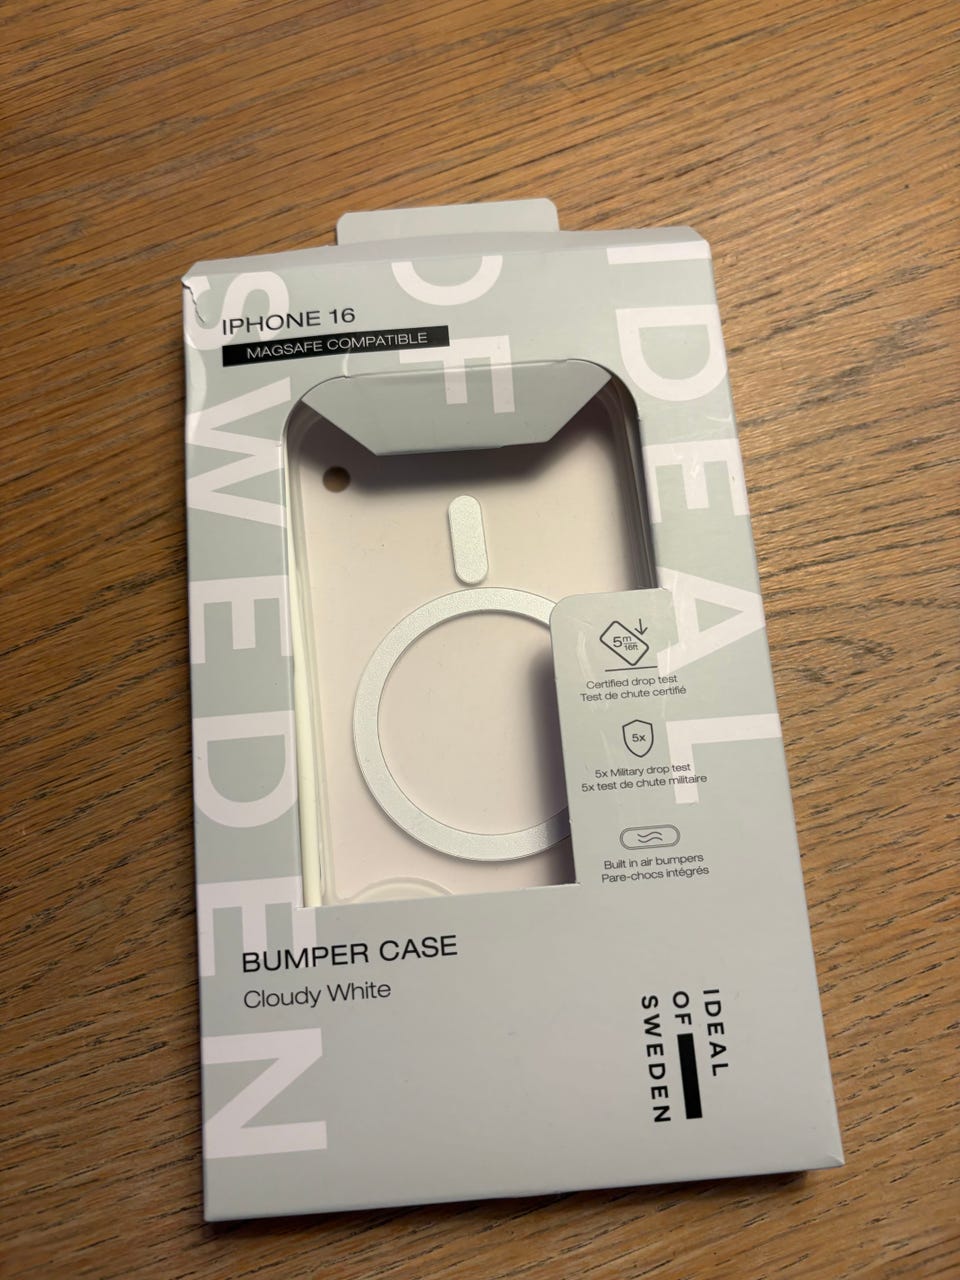 IDEAL
OF
SWEDEN
IPHONE 16
MAGSAFE COMPATIBLE
5m
16ft
Certified drop test
Test de chute certifié
5x
5x Military drop test
5x test de chute militaire
Built in air bumpers
Pare-chocs intégrés
BUMPER CASE
Cloudy White
IDEAL
OF
SWEDEN